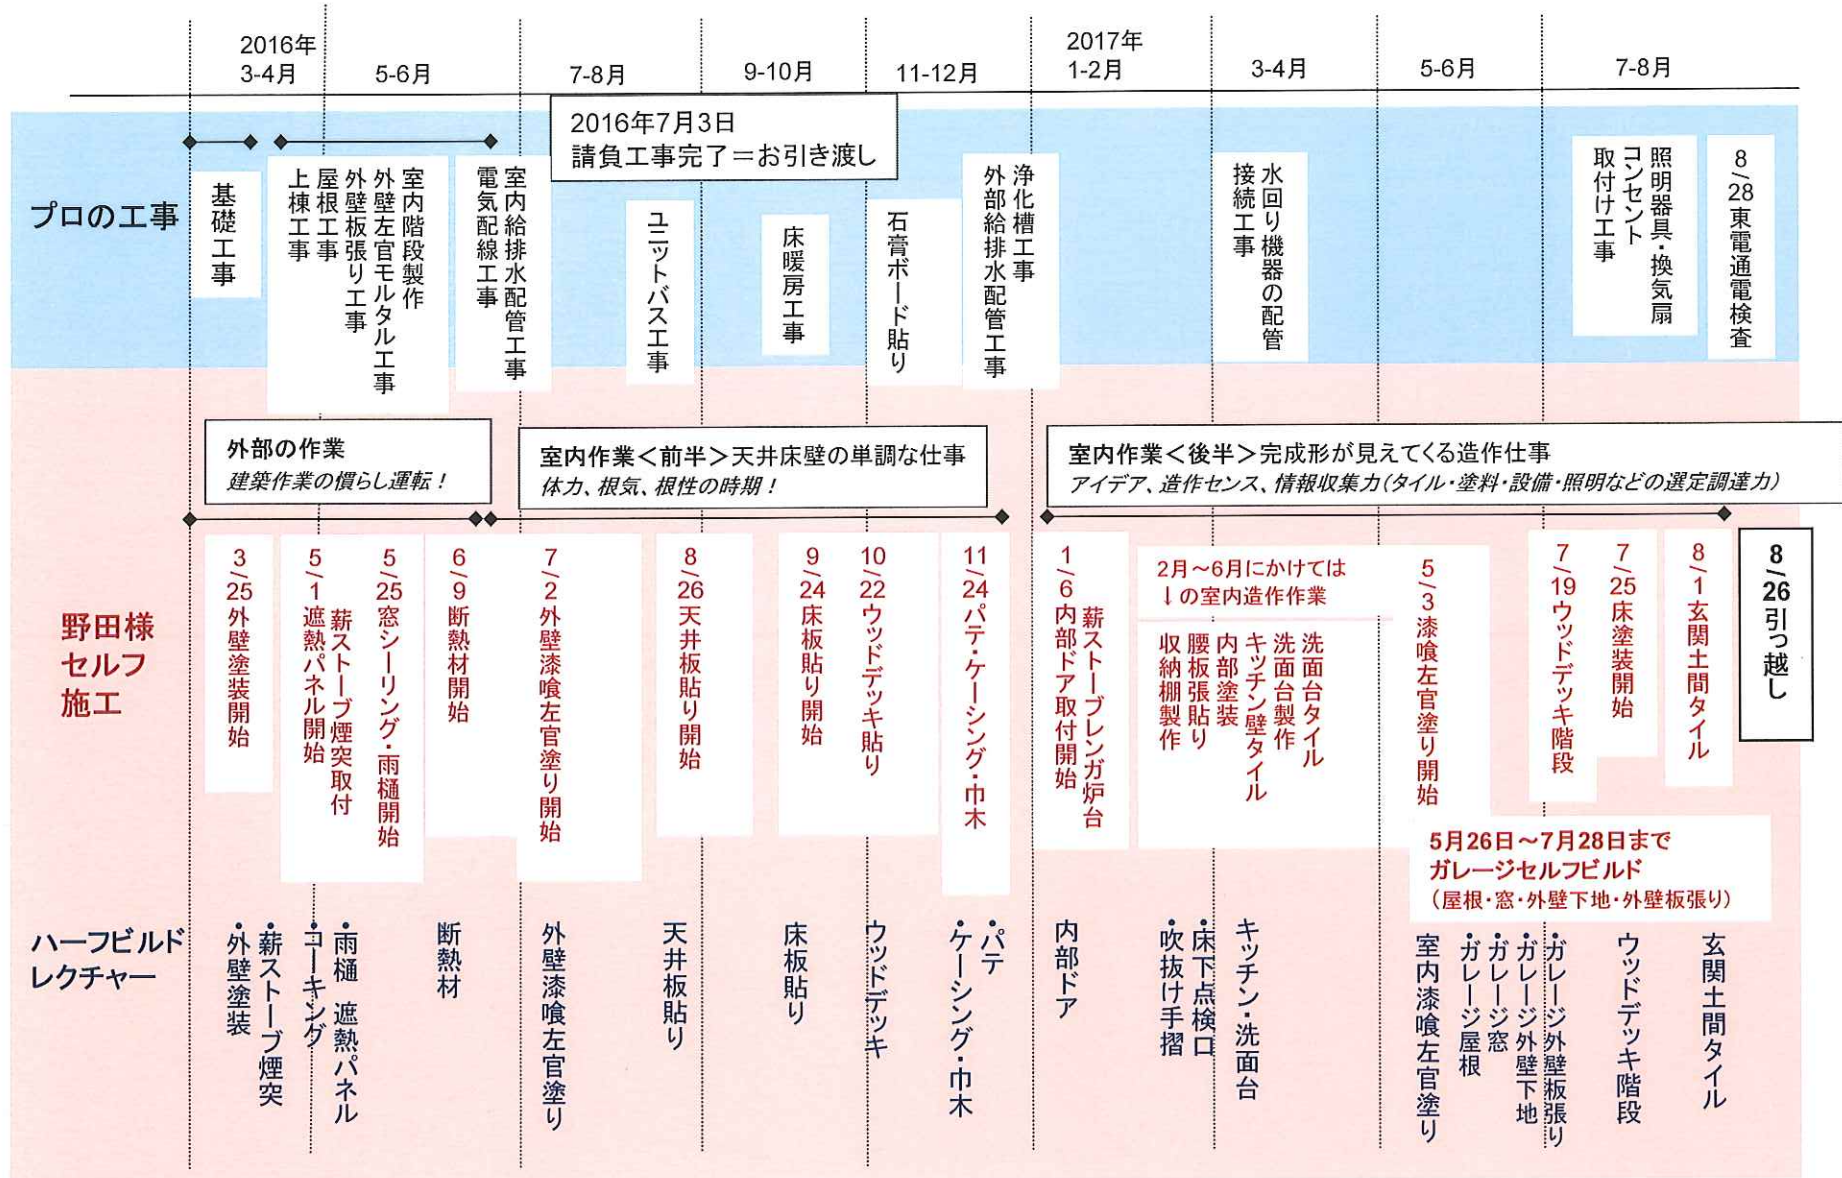 2016年
3-4月
5-6月
7-8月
9-10月
11-12月
2017年
1-2月
3-4月
5-6月
7-8月
プロの工事
2016年7月3日
請負工事完了＝お引き渡し
基礎工事
上棟工事
屋根工事
外壁板張り工事
外壁左官モルタル工事
室内階段製作
電気配線工事
室内給排水配管工事
ユニットバス工事
床暖房工事
石膏ボード貼り
外部給排水配管工事
浄化槽工事
接続工事
水回り機器の配管
取付け工事
コンセント
照明器具・換気扇
8/28東電通電検査
外部の作業
建築作業の慣らし運転！
室内作業＜前半＞天井床壁の単調な仕事
体力、根気、根性の時期！
室内作業＜後半＞完成形が見えてくる造作仕事
アイデア、造作センス、情報収集力（タイル・塗料・設備・照明などの選定調達力）
野田様
セルフ
施工
3/25外壁塗装開始
5/1遮熱パネル開始
薪ストーブ煙突取付
5/25窓シーリング・雨樋開始
6/9断熱材開始
7/2外壁漆喰左官塗り開始
8/26天井板貼り開始
9/24床板貼り開始
10/22ウッドデッキ貼り
11/24パテ・ケーシング・巾木
1/6内部ドア取付開始
薪ストーブレンガ炉台
2月～6月にかけては
↓の室内造作作業
収納棚製作
腰板張貼り
内部塗装
キッチン壁タイル
洗面台製作
洗面台タイル
5/3漆喰左官塗り開始
7/19ウッドデッキ階段
7/25床塗装開始
8/1玄関土間タイル
8/26引っ越し
5月26日～7月28日まで
ガレージセルフビルド
（屋根・窓・外壁下地・外壁板張り）
ハーフビルド
レクチャー
・外壁塗装
・薪ストーブ煙突
・コーキング
・雨樋 遮熱パネル
断熱材
外壁漆喰左官塗り
天井板貼り
床板貼り
ウッドデッキ
・ケーシング・巾木
・パテ
内部ドア
・吹抜け手摺
・床下点検口
キッチン・洗面台
室内漆喰左官塗り
・ガレージ屋根
・ガレージ窓
・ガレージ外壁下地
・ガレージ外壁板張り
ウッドデッキ階段
玄関土間タイル